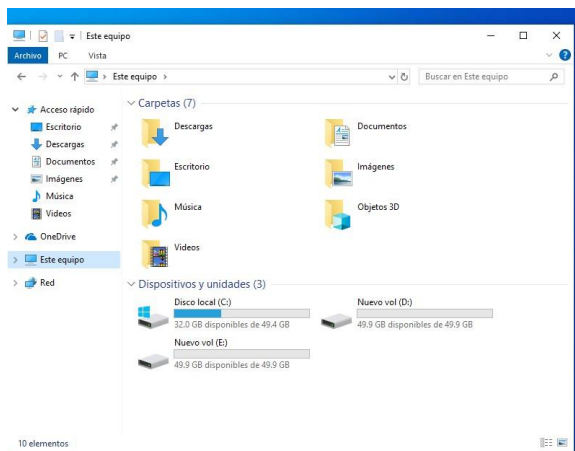 Este equipo
Archivo PC Vista
Este equipo
Buscar en Este equipo
Acceso rápido
Escritorio
Descargas
Documentos
Imágenes
Música
Videos
OneDrive
Este equipo
Red
Carpetas (7)
Descargas Documentos
Escritorio Imágenes
Música Objetos 3D
Videos
Dispositivos y unidades (3)
Disco local (C:) Nuevo vol (D:)
32.0 GB disponibles de 49.4 GB 49.9 GB disponibles de 49.9 GB
Nuevo vol (E:)
49.9 GB disponibles de 49.9 GB
10 elementos